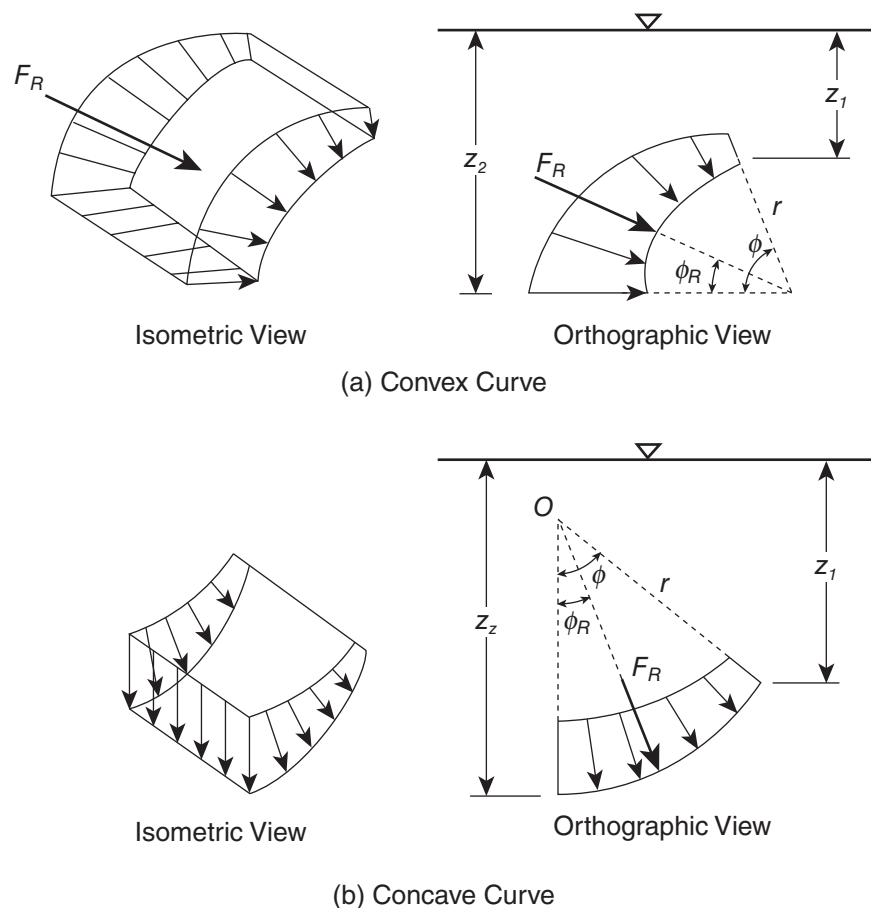 F_R
z_2
z_1
F_R
r
ϕ
ϕ_R
Isometric View
Orthographic View
(a) Convex Curve
O
ϕ
r
z_1
z_z
ϕ_R
F_R
Isometric View
Orthographic View
(b) Concave Curve